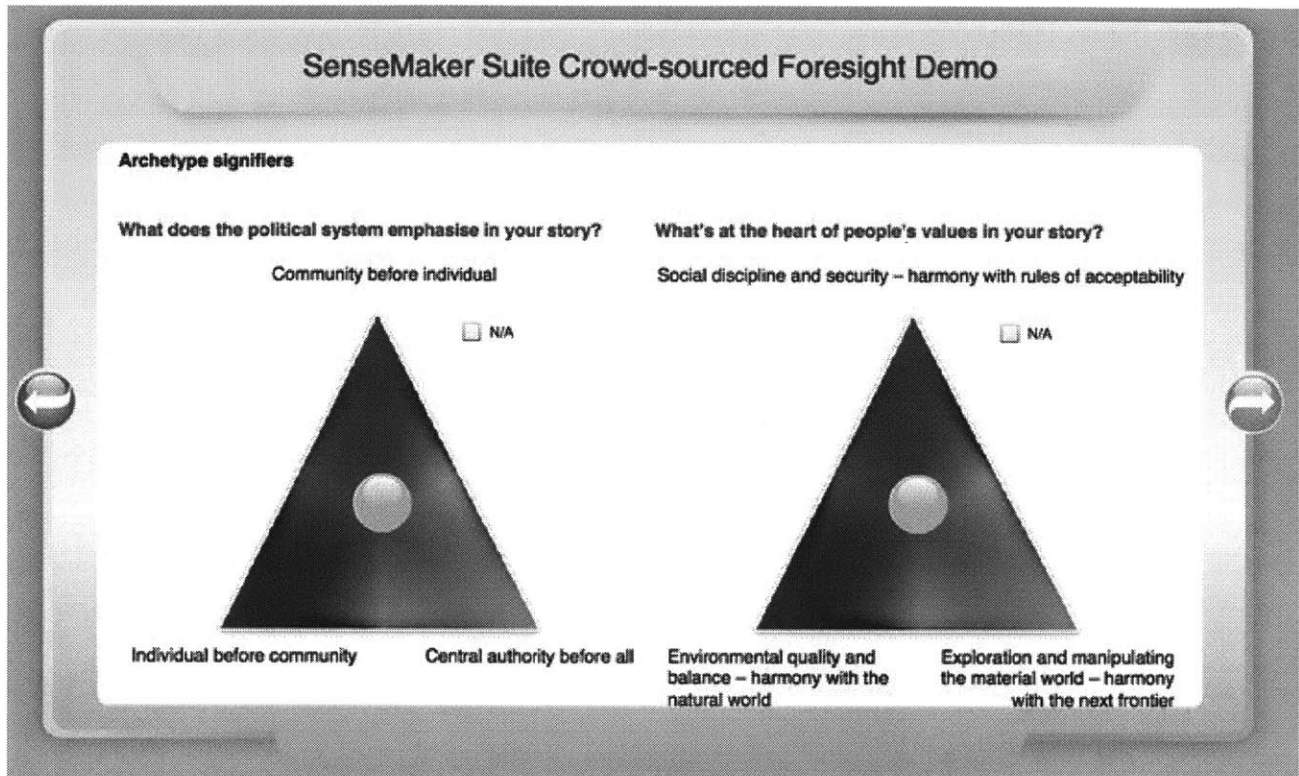 SenseMaker Suite Crowd-sourced Foresight Demo
Archetype signifiers
What does the political system emphasise in your story?
Community before individual
N/A
Individual before community
Central authority before all
What's at the heart of people's values in your story?
Social discipline and security – harmony with rules of acceptability
N/A
Environmental quality and
balance – harmony with the
natural world
Exploration and manipulating
the material world – harmony
with the next frontier